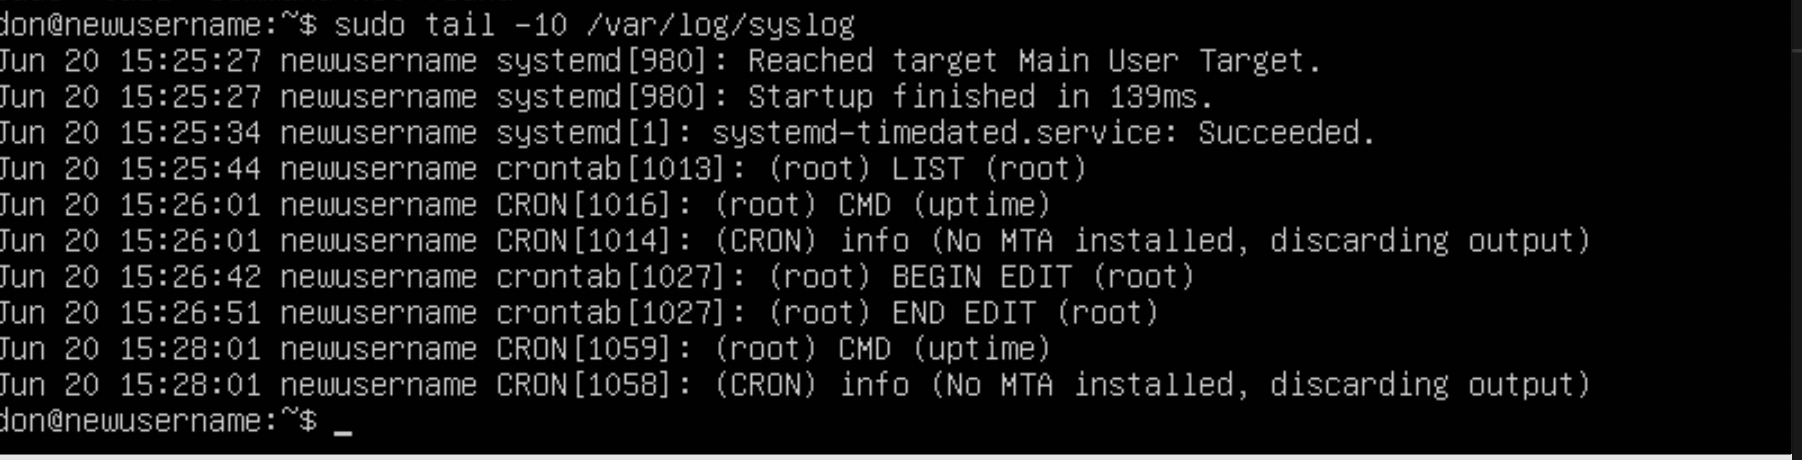 don@newusername:~$ sudo tail -10 /var/log/syslog
Jun 20 15:25:27 newusername systemd[980]: Reached target Main User Target.
Jun 20 15:25:27 newusername systemd[980]: Startup finished in 139ms.
Jun 20 15:25:34 newusername systemd[1]: systemd-timedated.service: Succeeded.
Jun 20 15:25:44 newusername crontab[1013]: (root) LIST (root)
Jun 20 15:26:01 newusername CRON[1016]: (root) CMD (uptime)
Jun 20 15:26:01 newusername CRON[1014]: (CRON) info (No MTA installed, discarding output)
Jun 20 15:26:42 newusername crontab[1027]: (root) BEGIN EDIT (root)
Jun 20 15:26:51 newusername crontab[1027]: (root) END EDIT (root)
Jun 20 15:28:01 newusername CRON[1059]: (root) CMD (uptime)
Jun 20 15:28:01 newusername CRON[1058]: (CRON) info (No MTA installed, discarding output)
don@newusername:~$ _